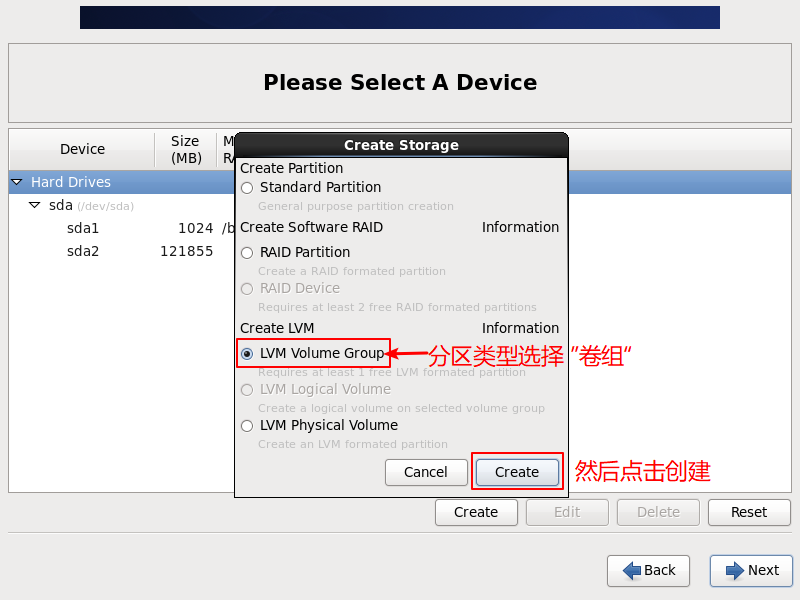 Please Select A Device
Device
Size
(MB)
M
RA
Create Storage
Create Partition
Standard Partition
General purpose partition creation
Create Software RAID
Information
RAID Partition
Create a RAID formated partition
RAID Device
Requires at least 2 free RAID formated partitions
Create LVM
Information
LVM Volume Group
分区类型选择 “卷组“
Requires at least 1 free LVM formated partition
LVM Logical Volume
Create a logical volume on selected volume group
LVM Physical Volume
Create an LVM formated partition
Cancel
Create
然后点击创建
Hard Drives
sda (/dev/sda)
sda1 1024 /b
sda2 121855
Create
Edit
Delete
Reset
Back
Next